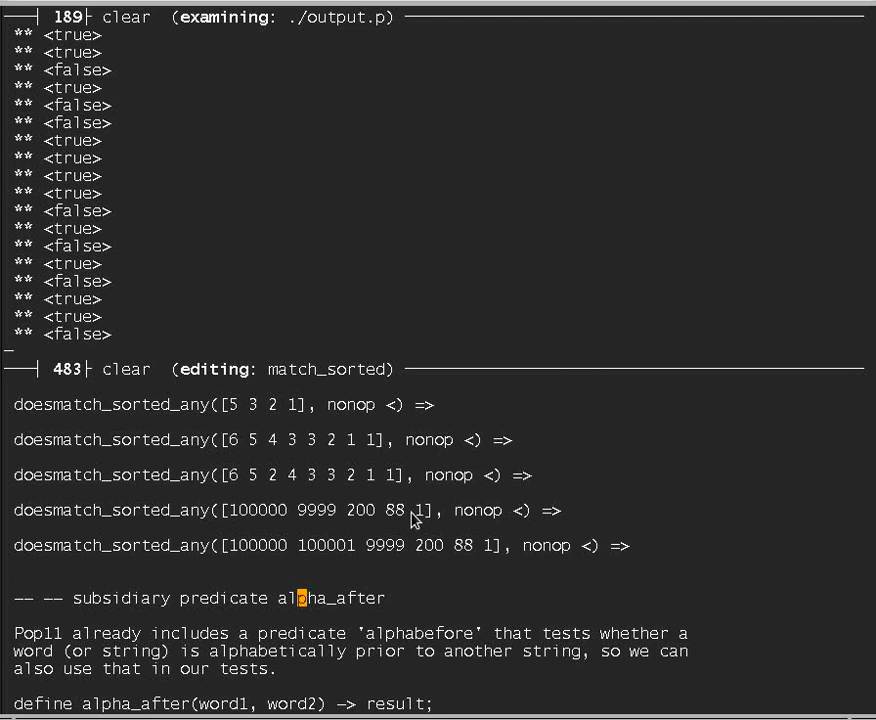 189 clear (examining: ./output.p)
** <true>
** <true>
** <false>
** <true>
** <false>
** <false>
** <true>
** <true>
** <true>
** <true>
** <false>
** <true>
** <false>
** <true>
** <false>
** <true>
** <true>
** <false>
483 clear (editing: match_sorted)
doesmatch_sorted_any([5 3 2 1], nonop <) =>
doesmatch_sorted_any([6 5 4 3 3 2 1 1], nonop <) =>
doesmatch_sorted_any([6 5 2 4 3 3 2 1 1], nonop <) =>
doesmatch_sorted_any([100000 9999 200 88 1], nonop <) =>
doesmatch_sorted_any([100000 100001 9999 200 88 1], nonop <) =>
-- -- subsidiary predicate alpha_after
Pop11 already includes a predicate 'alphabefore' that tests whether a
word (or string) is alphabetically prior to another string, so we can
also use that in our tests.
define alpha_after(word1, word2) -> result;